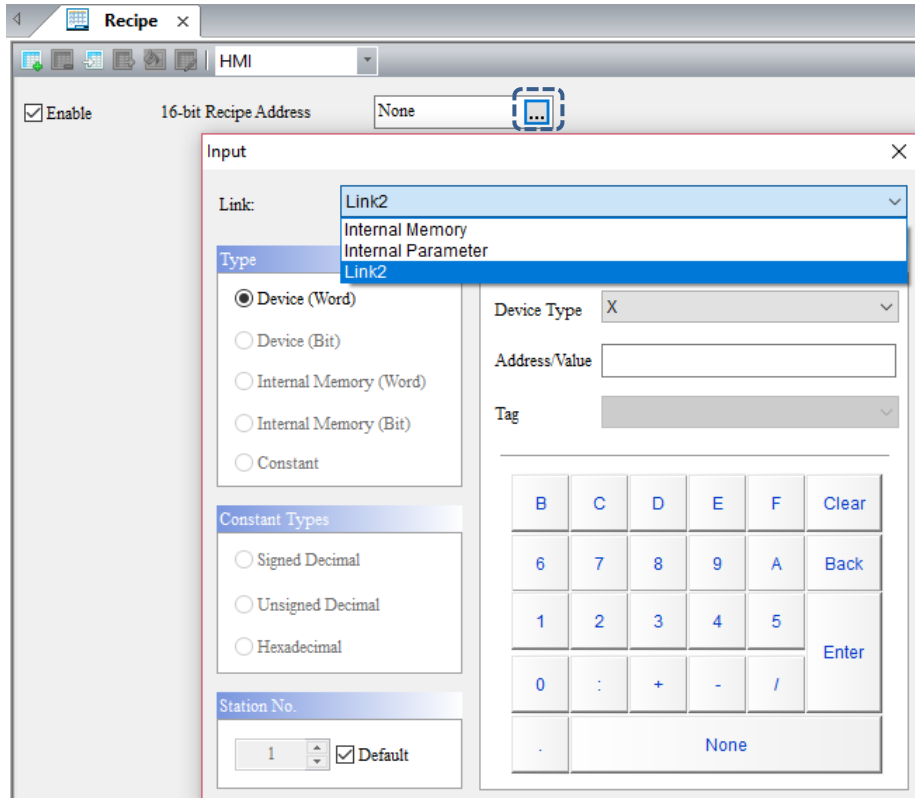 Recipe ×
HMI
Enable 16-bit Recipe Address None ...
Input
Link: Link2
Internal Memory
Internal Parameter
Link2
Type
Device (Word)
Device (Bit)
Internal Memory (Word)
Internal Memory (Bit)
Constant
Constant Types
Signed Decimal
Unsigned Decimal
Hexadecimal
Station No.
1 Default
Device Type X
Address/Value
Tag
B C D E F Clear
6 7 8 9 A Back
1 2 3 4 5 Enter
0 : + - /
. None